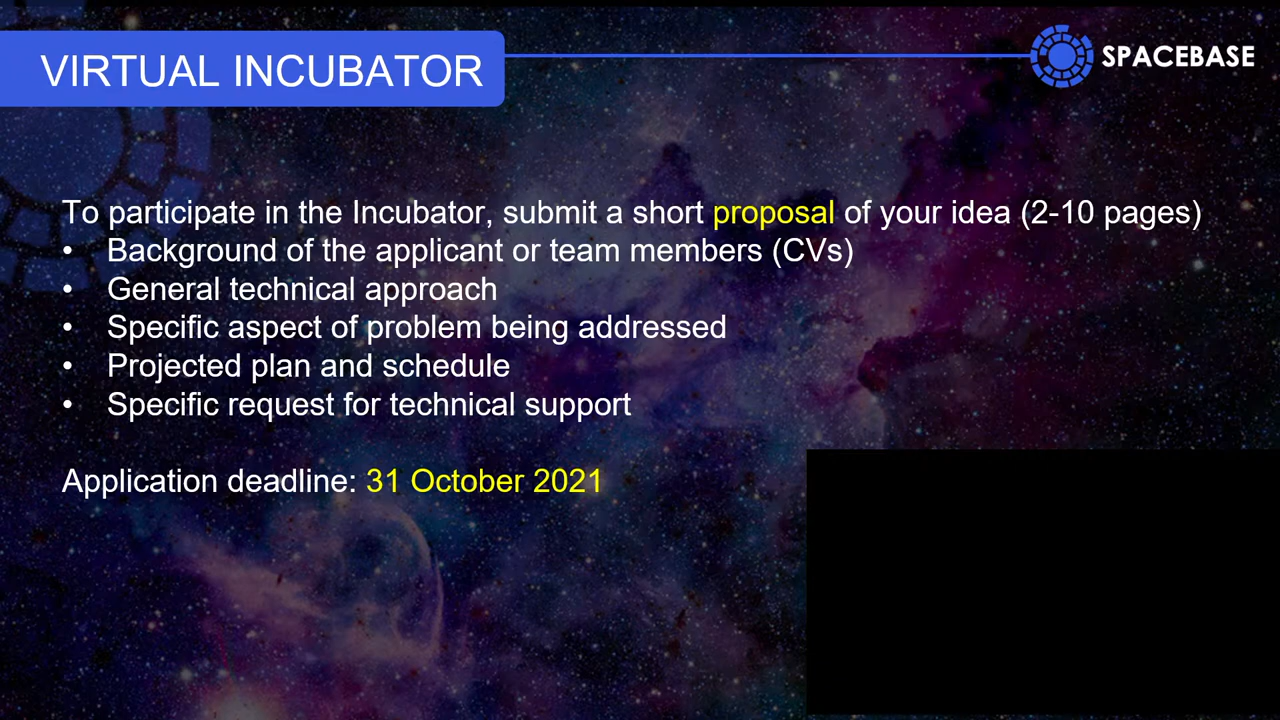 VIRTUAL INCUBATOR
SPACEBASE
To participate in the Incubator, submit a short proposal of your idea (2-10 pages)
• Background of the applicant or team members (CVs)
• General technical approach
• Specific aspect of problem being addressed
• Projected plan and schedule
• Specific request for technical support
Application deadline: 31 October 2021